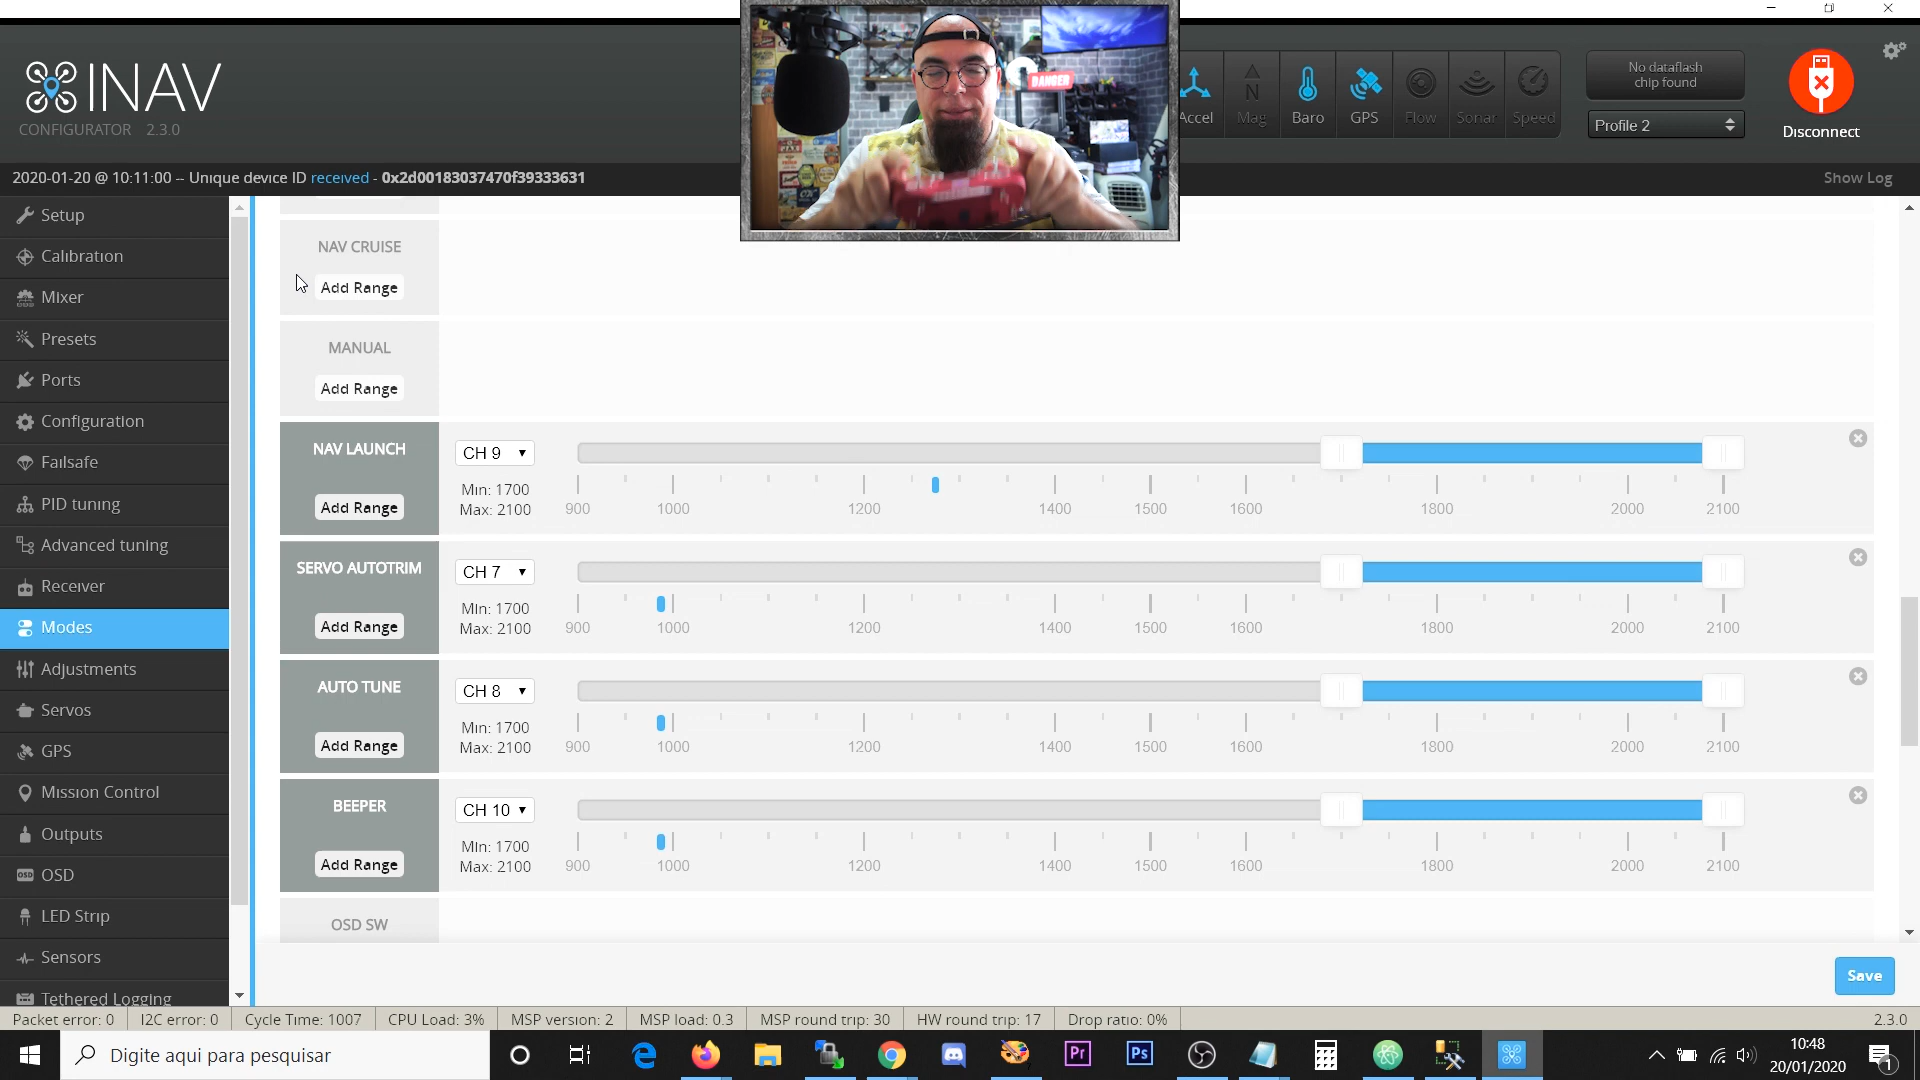 INAV
CONFIGURATOR 2.3.0
DANGER
Accel
Mag
Baro
GPS
Flow
Sonar
Speed
No dataflash
chip found
Profile 2
Disconnect
2020-01-20 @ 10:11:00 -- Unique device ID received - 0x2d00183037470f39333631
Show Log
Setup
Calibration
Mixer
Presets
Ports
Configuration
Failsafe
PID tuning
Advanced tuning
Receiver
Modes
Adjustments
Servos
GPS
Mission Control
Outputs
OSD
LED Strip
Sensors
Tethered Logging
NAV CRUISE
Add Range
MANUAL
Add Range
NAV LAUNCH
Add Range
CH 9
Min: 1700
Max: 2100
900 1000 1200 1400 1500 1600 1800 2000 2100
SERVO AUTOTRIM
Add Range
CH 7
Min: 1700
Max: 2100
900 1000 1200 1400 1500 1600 1800 2000 2100
AUTO TUNE
Add Range
CH 8
Min: 1700
Max: 2100
900 1000 1200 1400 1500 1600 1800 2000 2100
BEEPER
Add Range
CH 10
Min: 1700
Max: 2100
900 1000 1200 1400 1500 1600 1800 2000 2100
OSD SW
Save
Packet error: 0 I2C error: 0 Cycle Time: 1007 CPU Load: 3% MSP version: 2 MSP load: 0.3 MSP round trip: 30 HW round trip: 17 Drop ratio: 0% 2.3.0
Digite aqui para pesquisar
Pr
Ps
10:48
20/01/2020
1